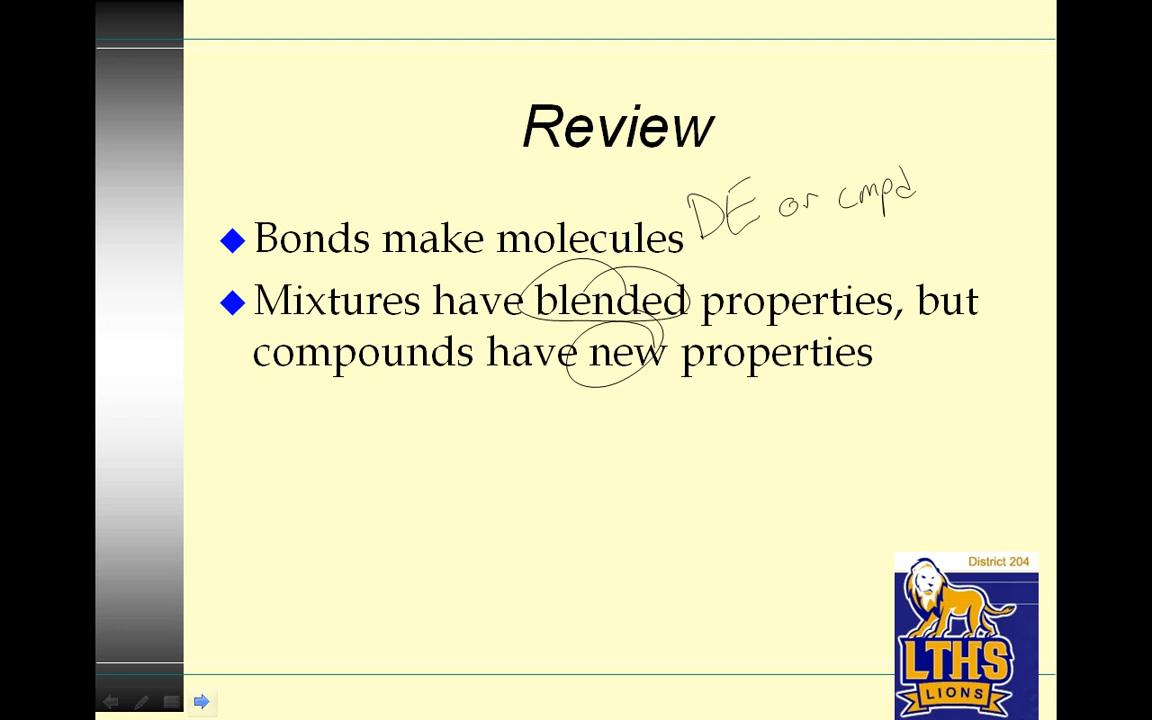 Review
DE or cmpd
Bonds make molecules
Mixtures have blended properties, but
compounds have new properties
District 204
LTHS
LIONS